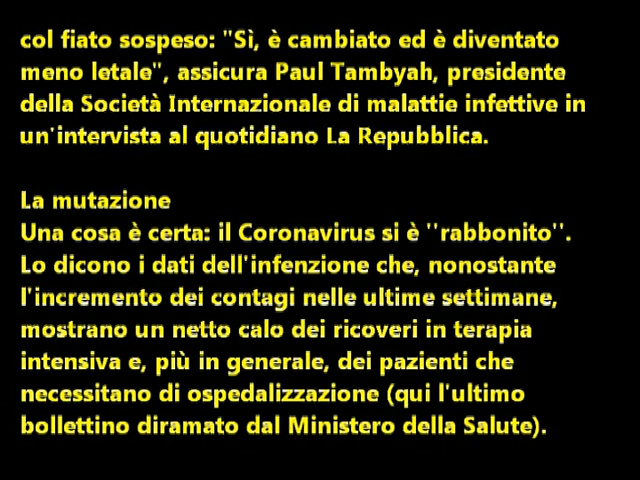 col fiato sospeso: "Sì, è cambiato ed è diventato
meno letale", assicura Paul Tambyah, presidente
della Società Internazionale di malattie infettive in
un'intervista al quotidiano La Repubblica.
La mutazione
Una cosa è certa: il Coronavirus si è ''rabbonito''.
Lo dicono i dati dell'infenzione che, nonostante
l'incremento dei contagi nelle ultime settimane,
mostrano un netto calo dei ricoveri in terapia
intensiva e, più in generale, dei pazienti che
necessitano di ospedalizzazione (qui l'ultimo
bollettino diramato dal Ministero della Salute).